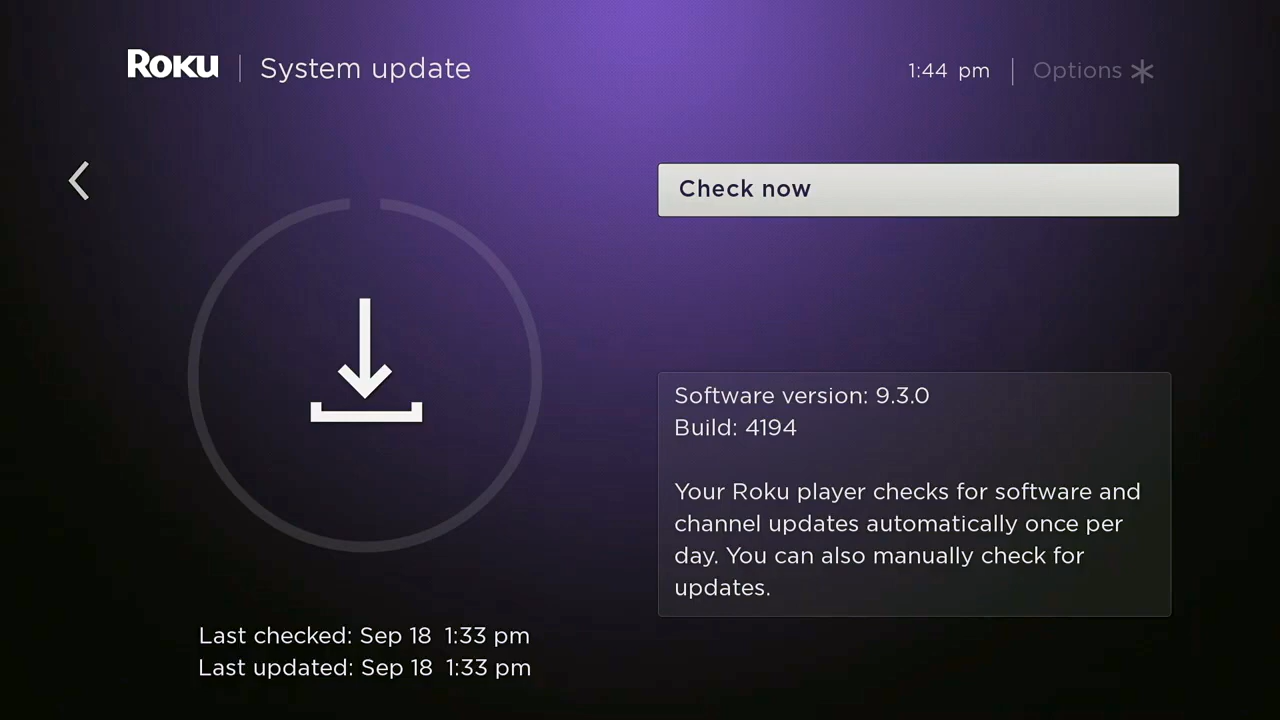 Roku | System update
1:44 pm | Options *
Check now
Software version: 9.3.0
Build: 4194
Your Roku player checks for software and
channel updates automatically once per
day. You can also manually check for
updates.
Last checked: Sep 18 1:33 pm
Last updated: Sep 18 1:33 pm